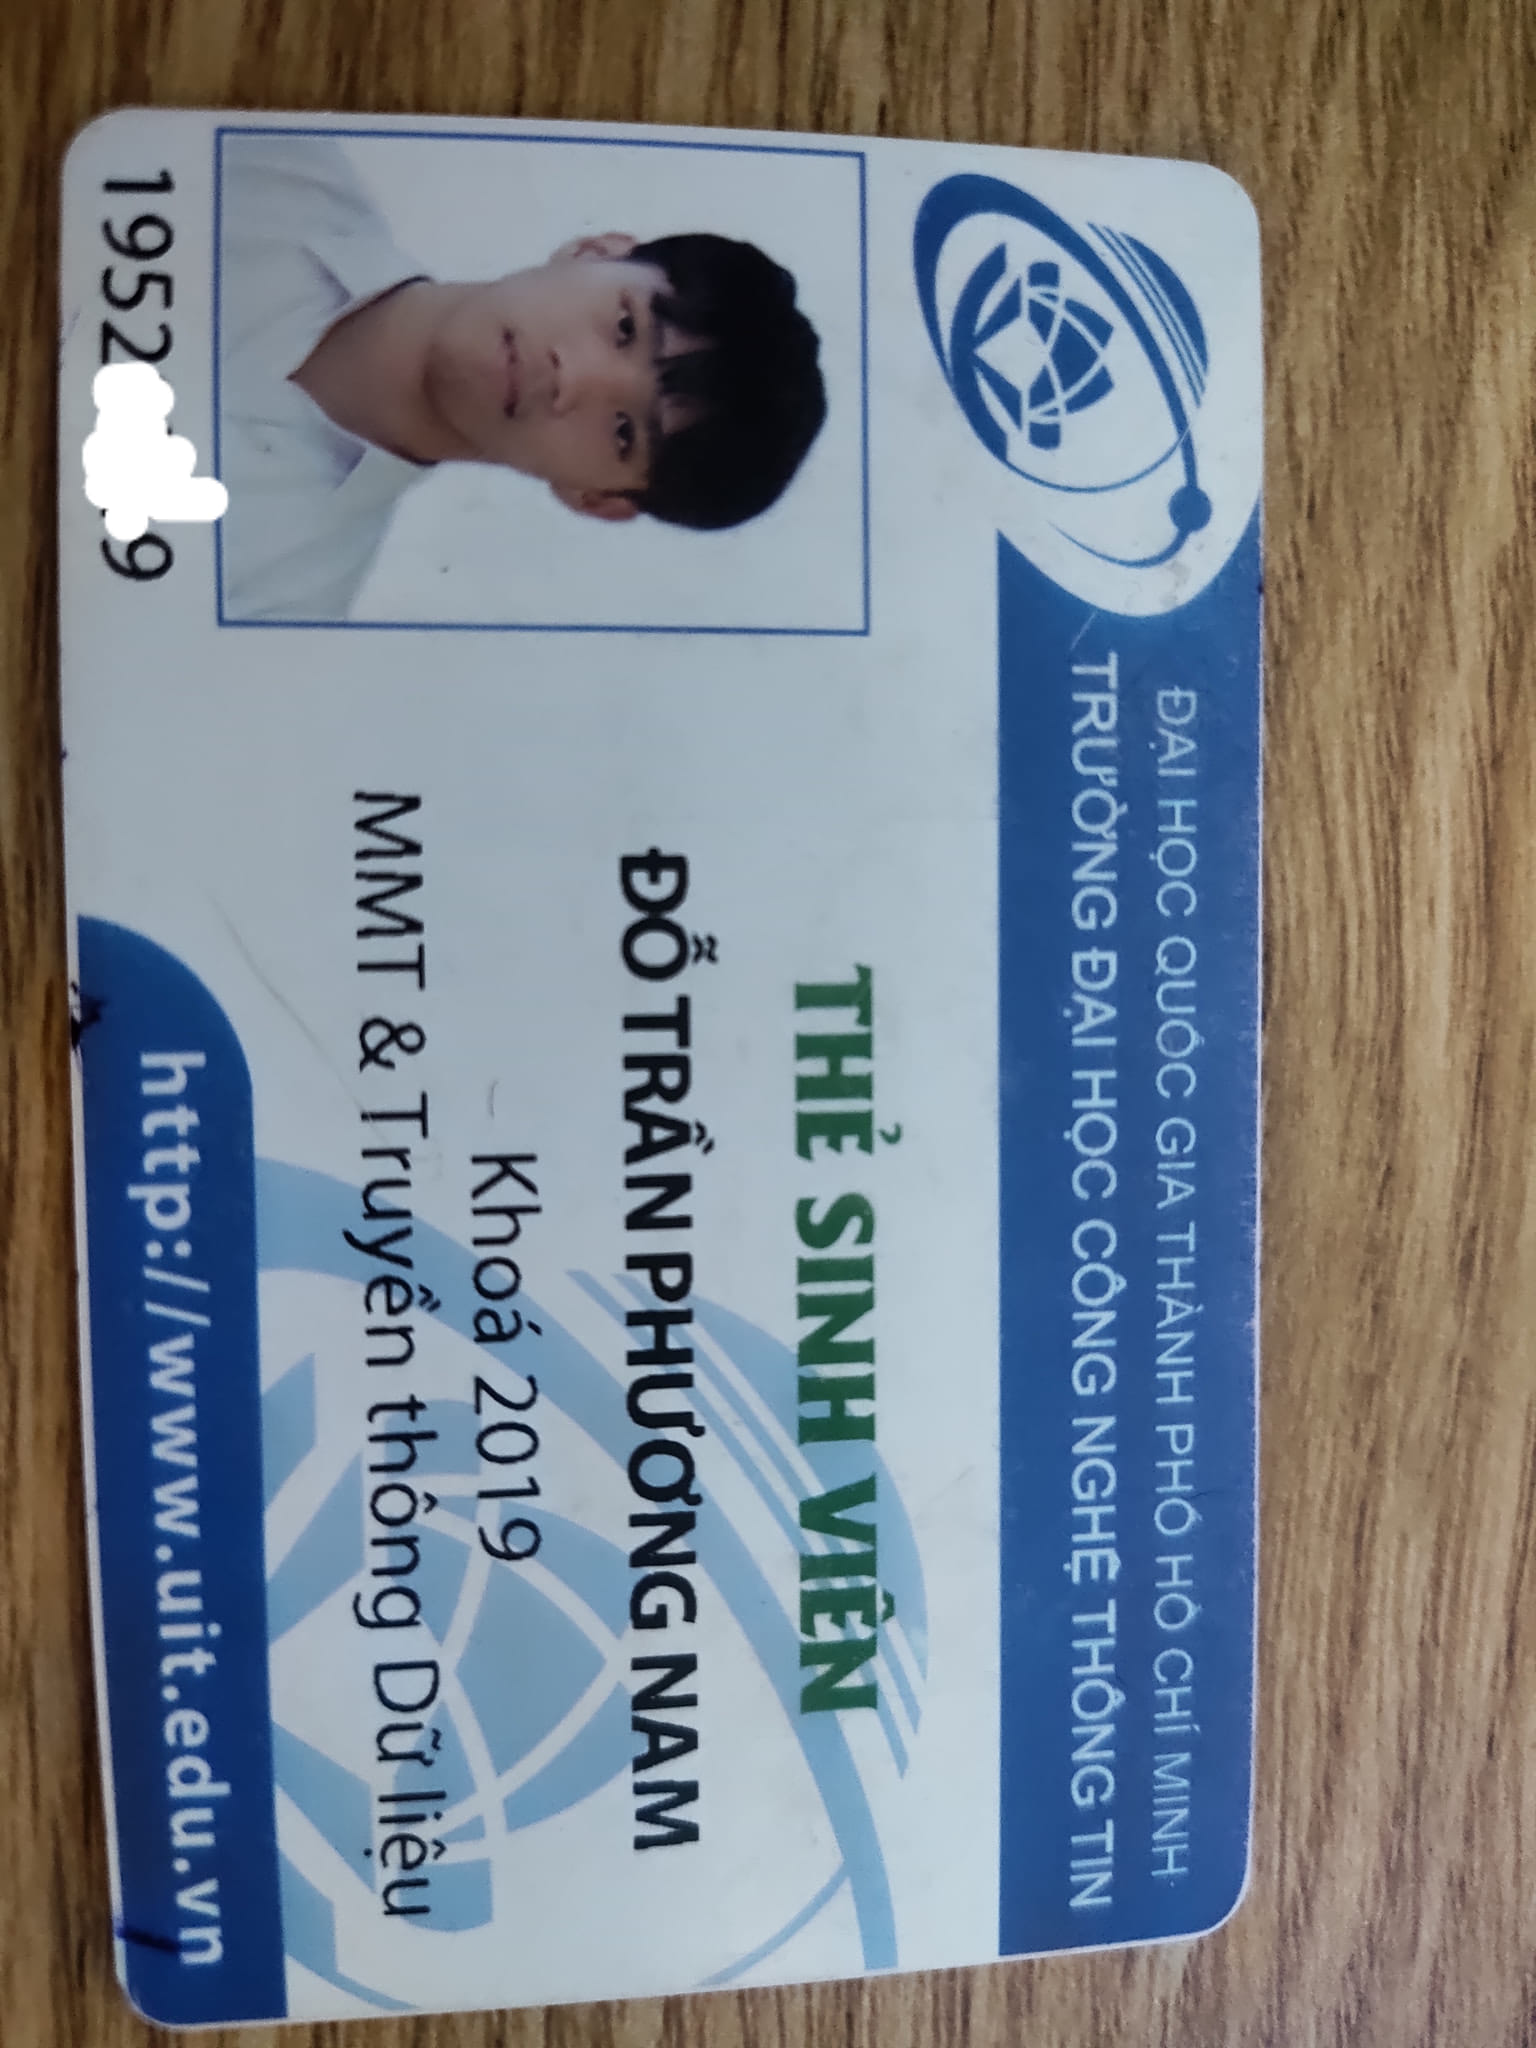 ĐẠI HỌC QUỐC GIA THÀNH PHỐ HỒ CHÍ MINH
TRƯỜNG ĐẠI HỌC CÔNG NGHỆ THÔNG TIN
THẺ SINH VIÊN
ĐỖ TRẦN PHƯƠNG NAM
- Khoá 2019
MMT & Truyền thông Dữ liệu
1952 9
http://www.uit.edu.vn